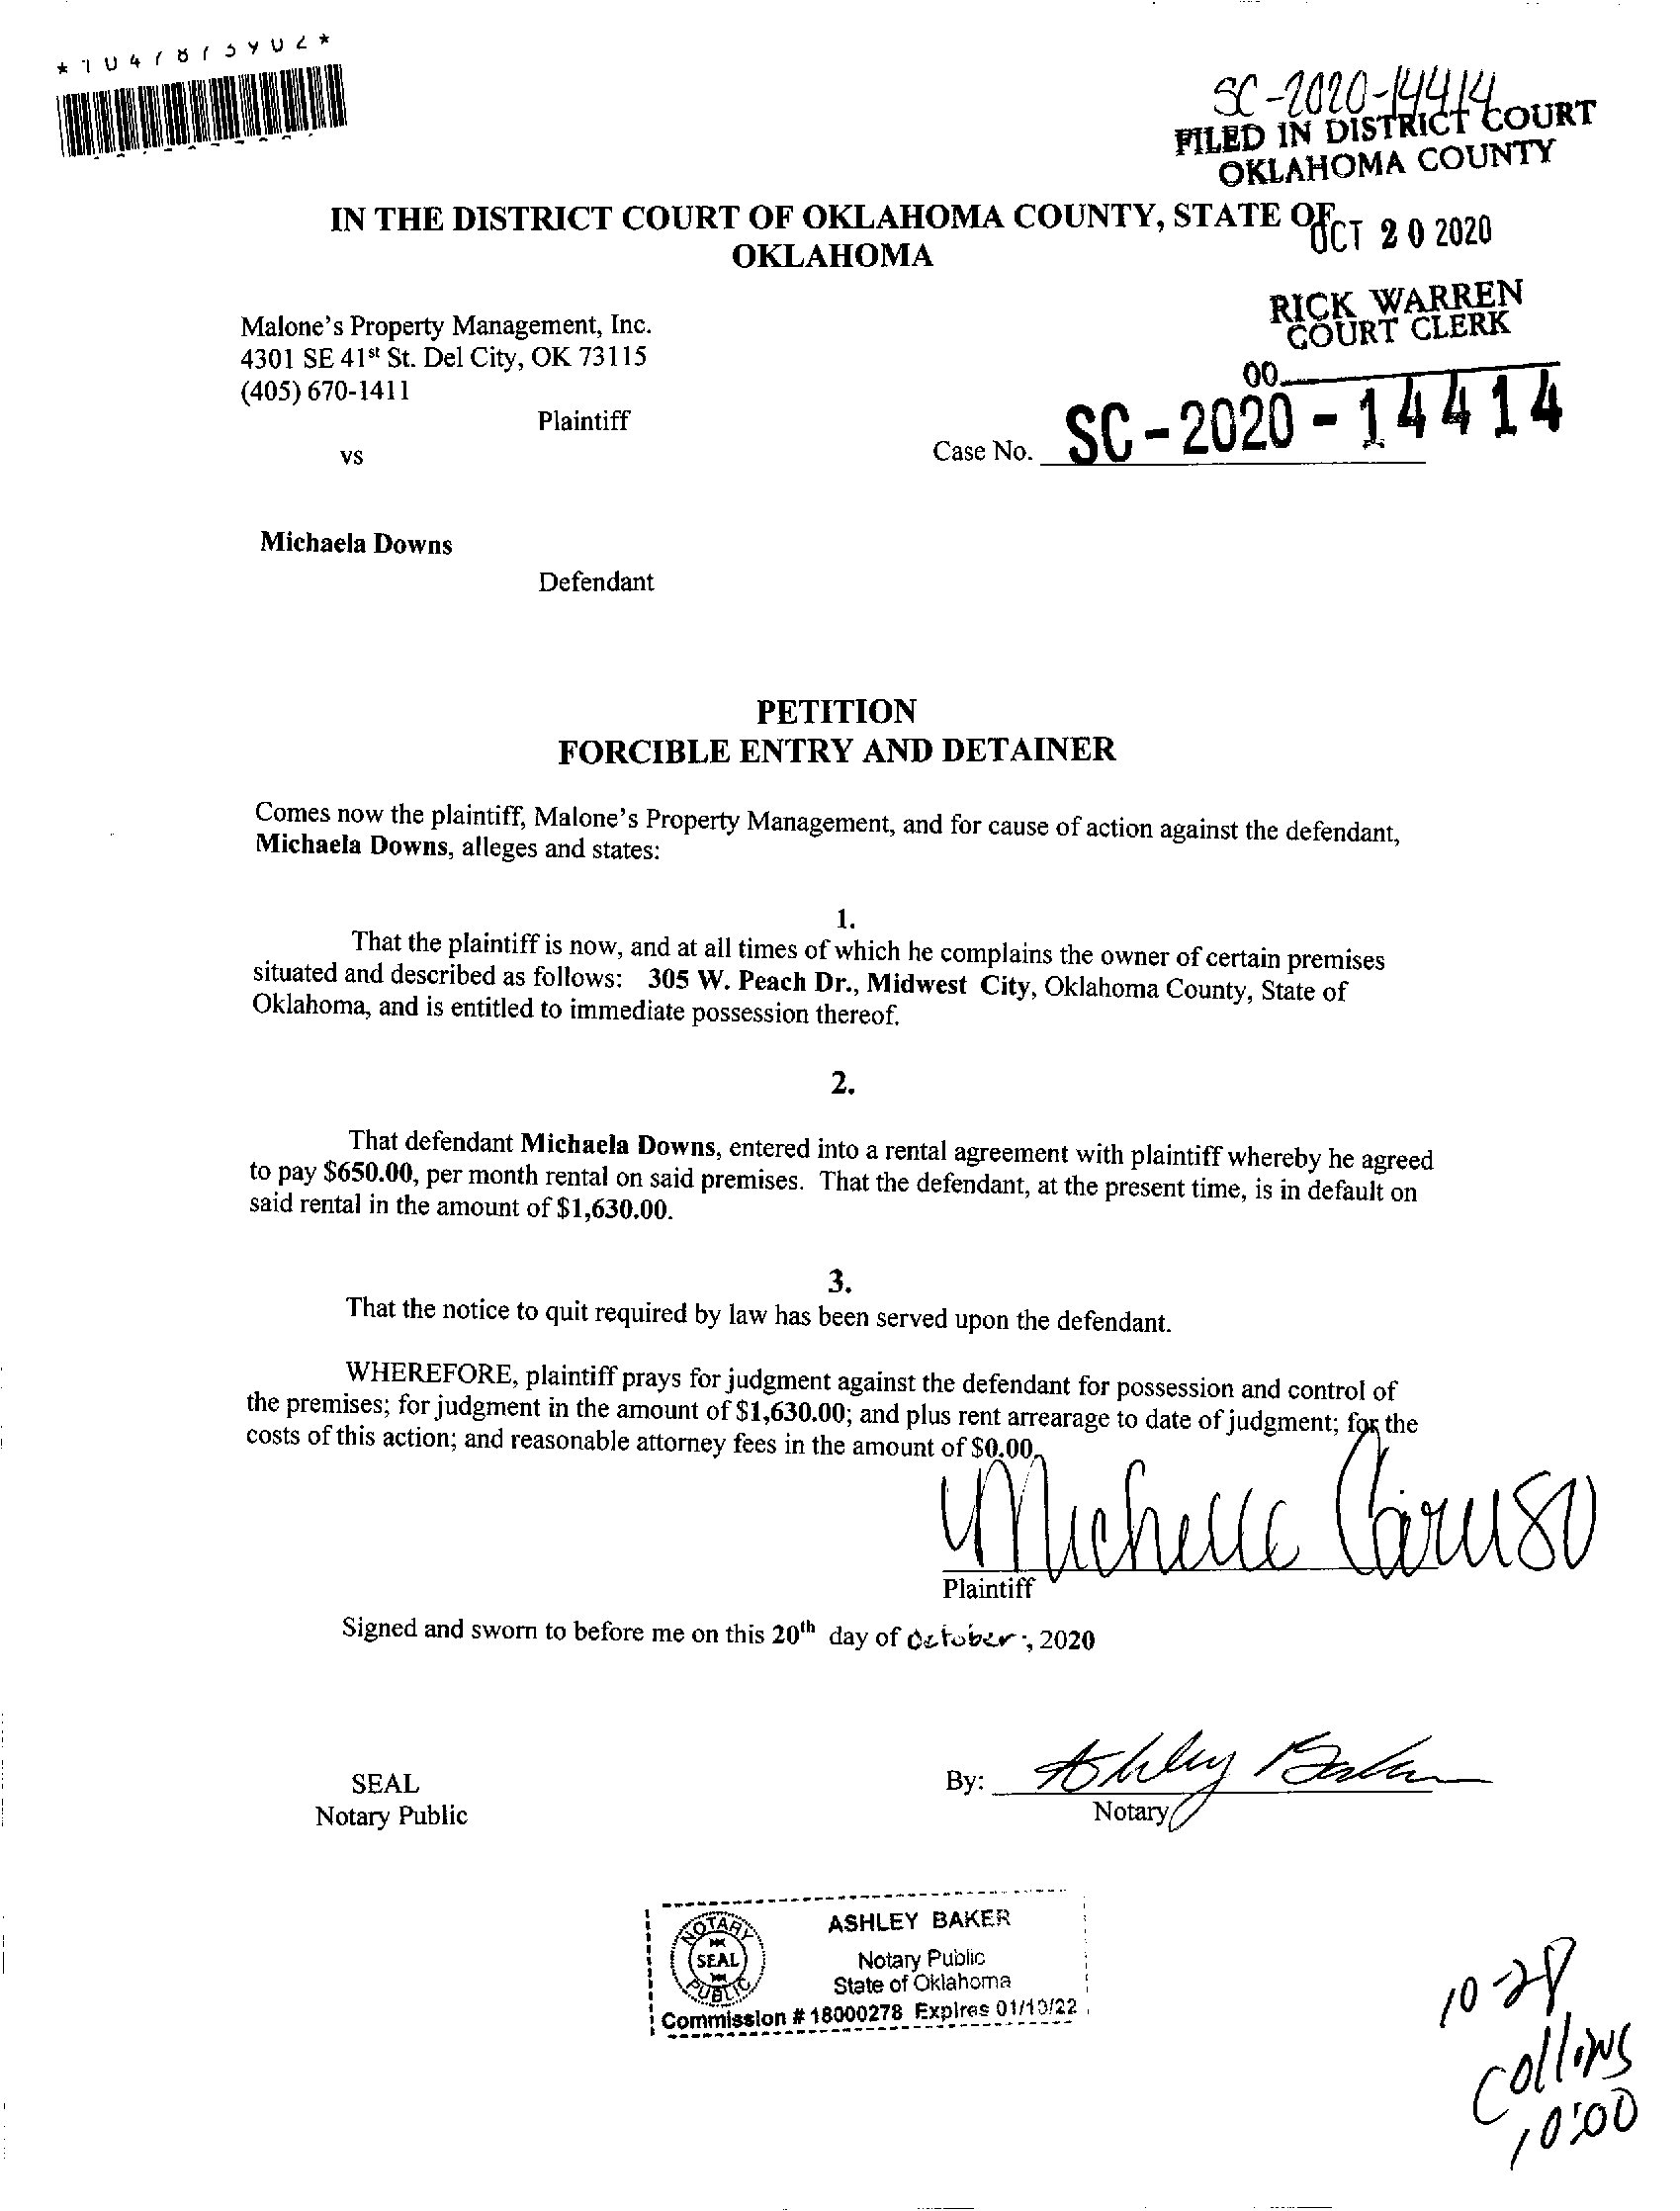 SC-2020-14414
FILED IN DISTRICT COURT
OKLAHOMA COUNTY
IN THE DISTRICT COURT OF OKLAHOMA COUNTY, STATE OF
OKLAHOMA
OCT 20 2020
RICK WARREN
COURT CLERK
Malone's Property Management, Inc.
4301 SE 41st St. Del City, OK 73115
(405) 670-1411
00
Plaintiff
vs
Case No. SC-2020-14414
Michaela Downs
Defendant
PETITION
FORCIBLE ENTRY AND DETAINER
Comes now the plaintiff, Malone's Property Management, and for cause of action against the defendant,
Michaela Downs, alleges and states:
1.
That the plaintiff is now, and at all times of which he complains the owner of certain premises
situated and described as follows: 305 W. Peach Dr., Midwest City, Oklahoma County, State of
Oklahoma, and is entitled to immediate possession thereof.
2.
That defendant Michaela Downs, entered into a rental agreement with plaintiff whereby he agreed
to pay $650.00, per month rental on said premises. That the defendant, at the present time, is in default on
said rental in the amount of $1,630.00.
3.
That the notice to quit required by law has been served upon the defendant.
WHEREFORE, plaintiff prays for judgment against the defendant for possession and control of
the premises; for judgment in the amount of $1,630.00; and plus rent arrearage to date of judgment; for the
costs of this action; and reasonable attorney fees in the amount of $0.00.
Michelle Caruso
Plaintiff
Signed and sworn to before me on this 20th day of October, 2020
SEAL
Notary Public
By: Ashley Baker
Notary
NOTARY
SEAL
PUBLIC
ASHLEY BAKER
Notary Public
State of Oklahoma
Commission # 18000278 Expires 01/10/22
10-28
Collins
10:00